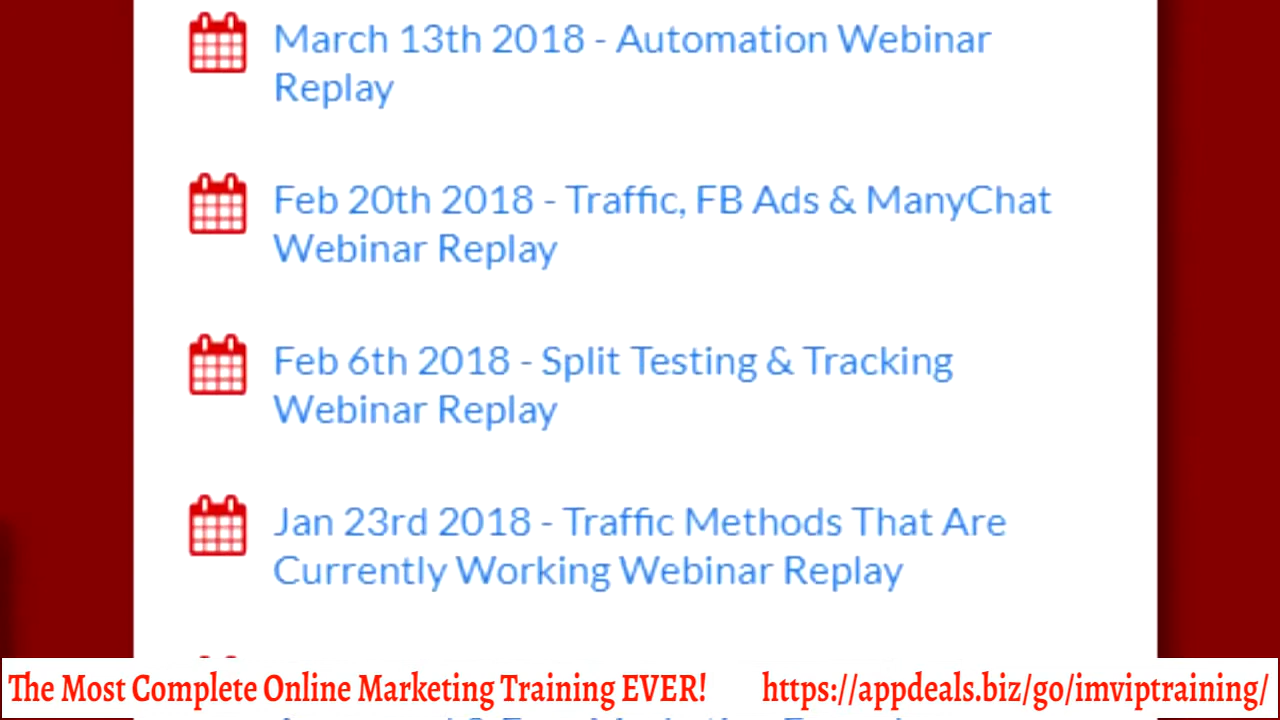 March 13th 2018 - Automation Webinar
Replay
Feb 20th 2018 - Traffic, FB Ads & ManyChat
Webinar Replay
Feb 6th 2018 - Split Testing & Tracking
Webinar Replay
Jan 23rd 2018 - Traffic Methods That Are
Currently Working Webinar Replay
The Most Complete Online Marketing Training EVER! https://appdeals.biz/go/imviptraining/